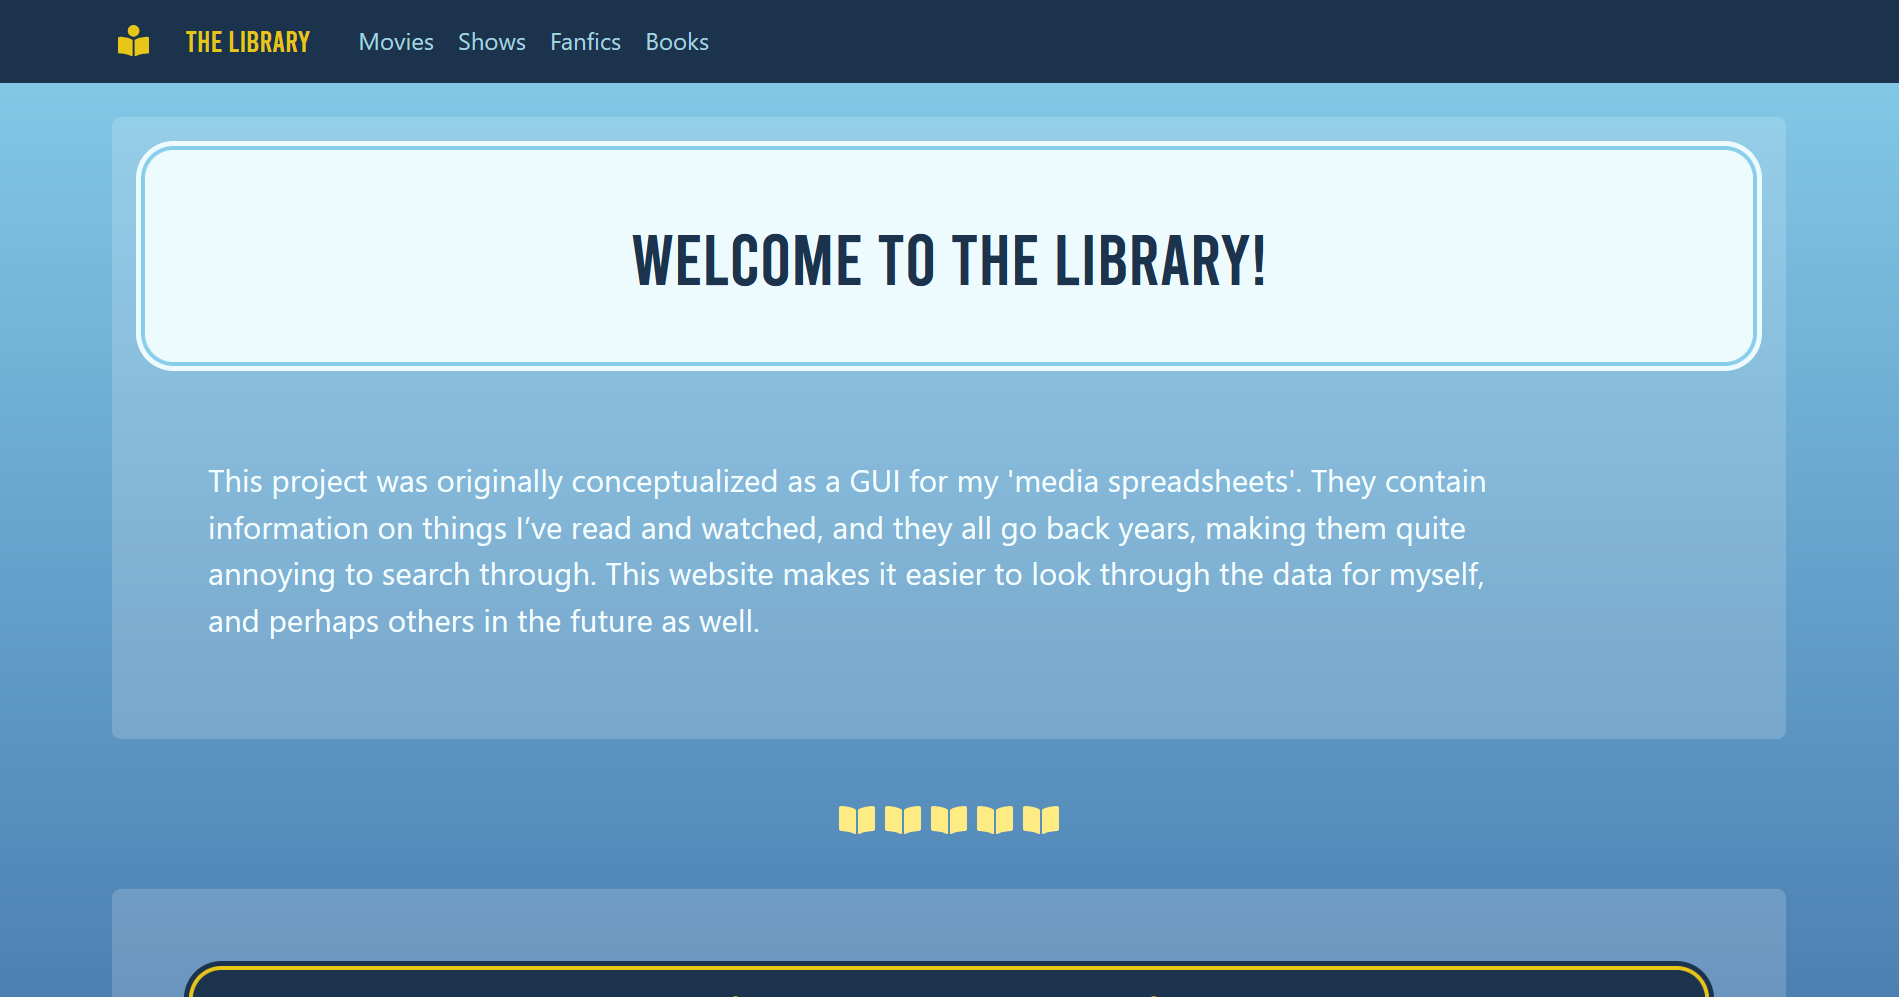 THE LIBRARY Movies Shows Fanfics Books
WELCOME TO THE LIBRARY!
This project was originally conceptualized as a GUI for my 'media spreadsheets'. They contain
information on things I’ve read and watched, and they all go back years, making them quite
annoying to search through. This website makes it easier to look through the data for myself,
and perhaps others in the future as well.